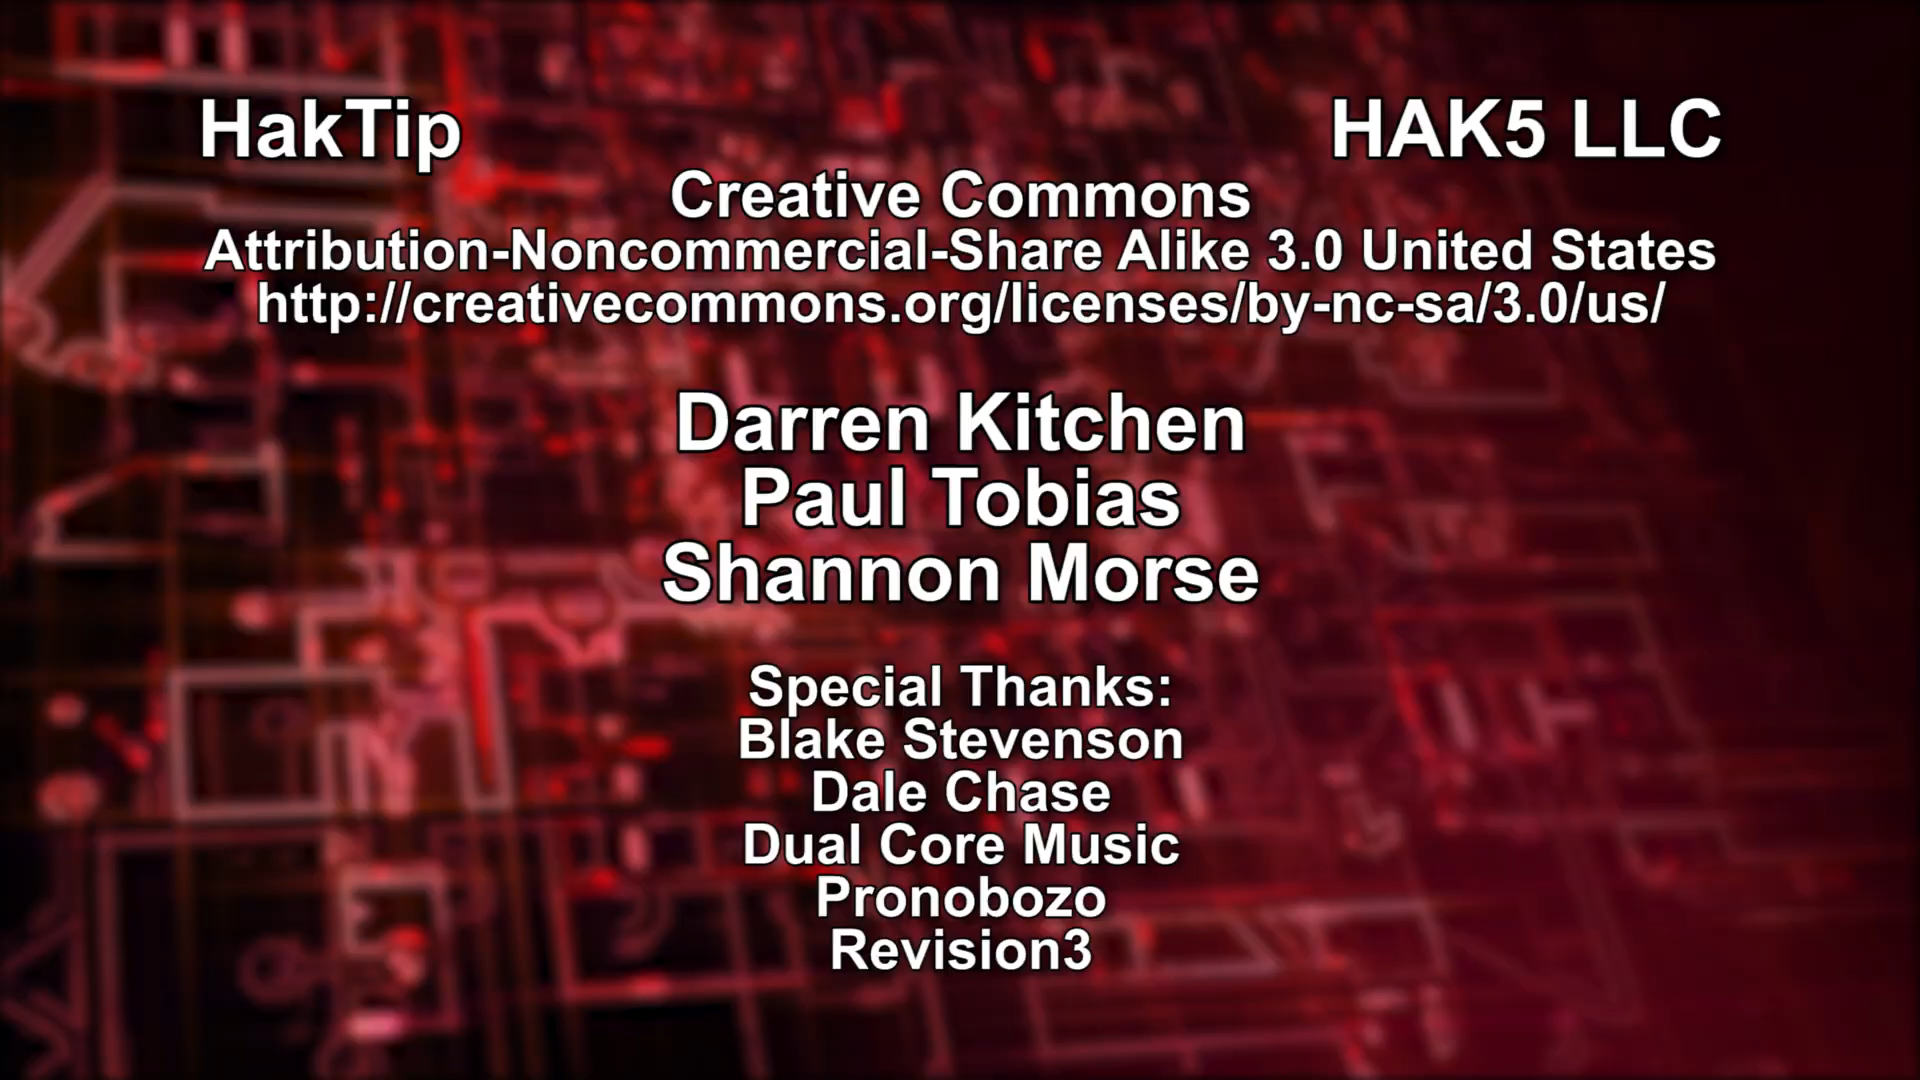 HakTip HAK5 LLC
Creative Commons
Attribution-Noncommercial-Share Alike 3.0 United States
http://creativecommons.org/licenses/by-nc-sa/3.0/us/
Darren Kitchen
Paul Tobias
Shannon Morse
Special Thanks:
Blake Stevenson
Dale Chase
Dual Core Music
Pronobozo
Revision3